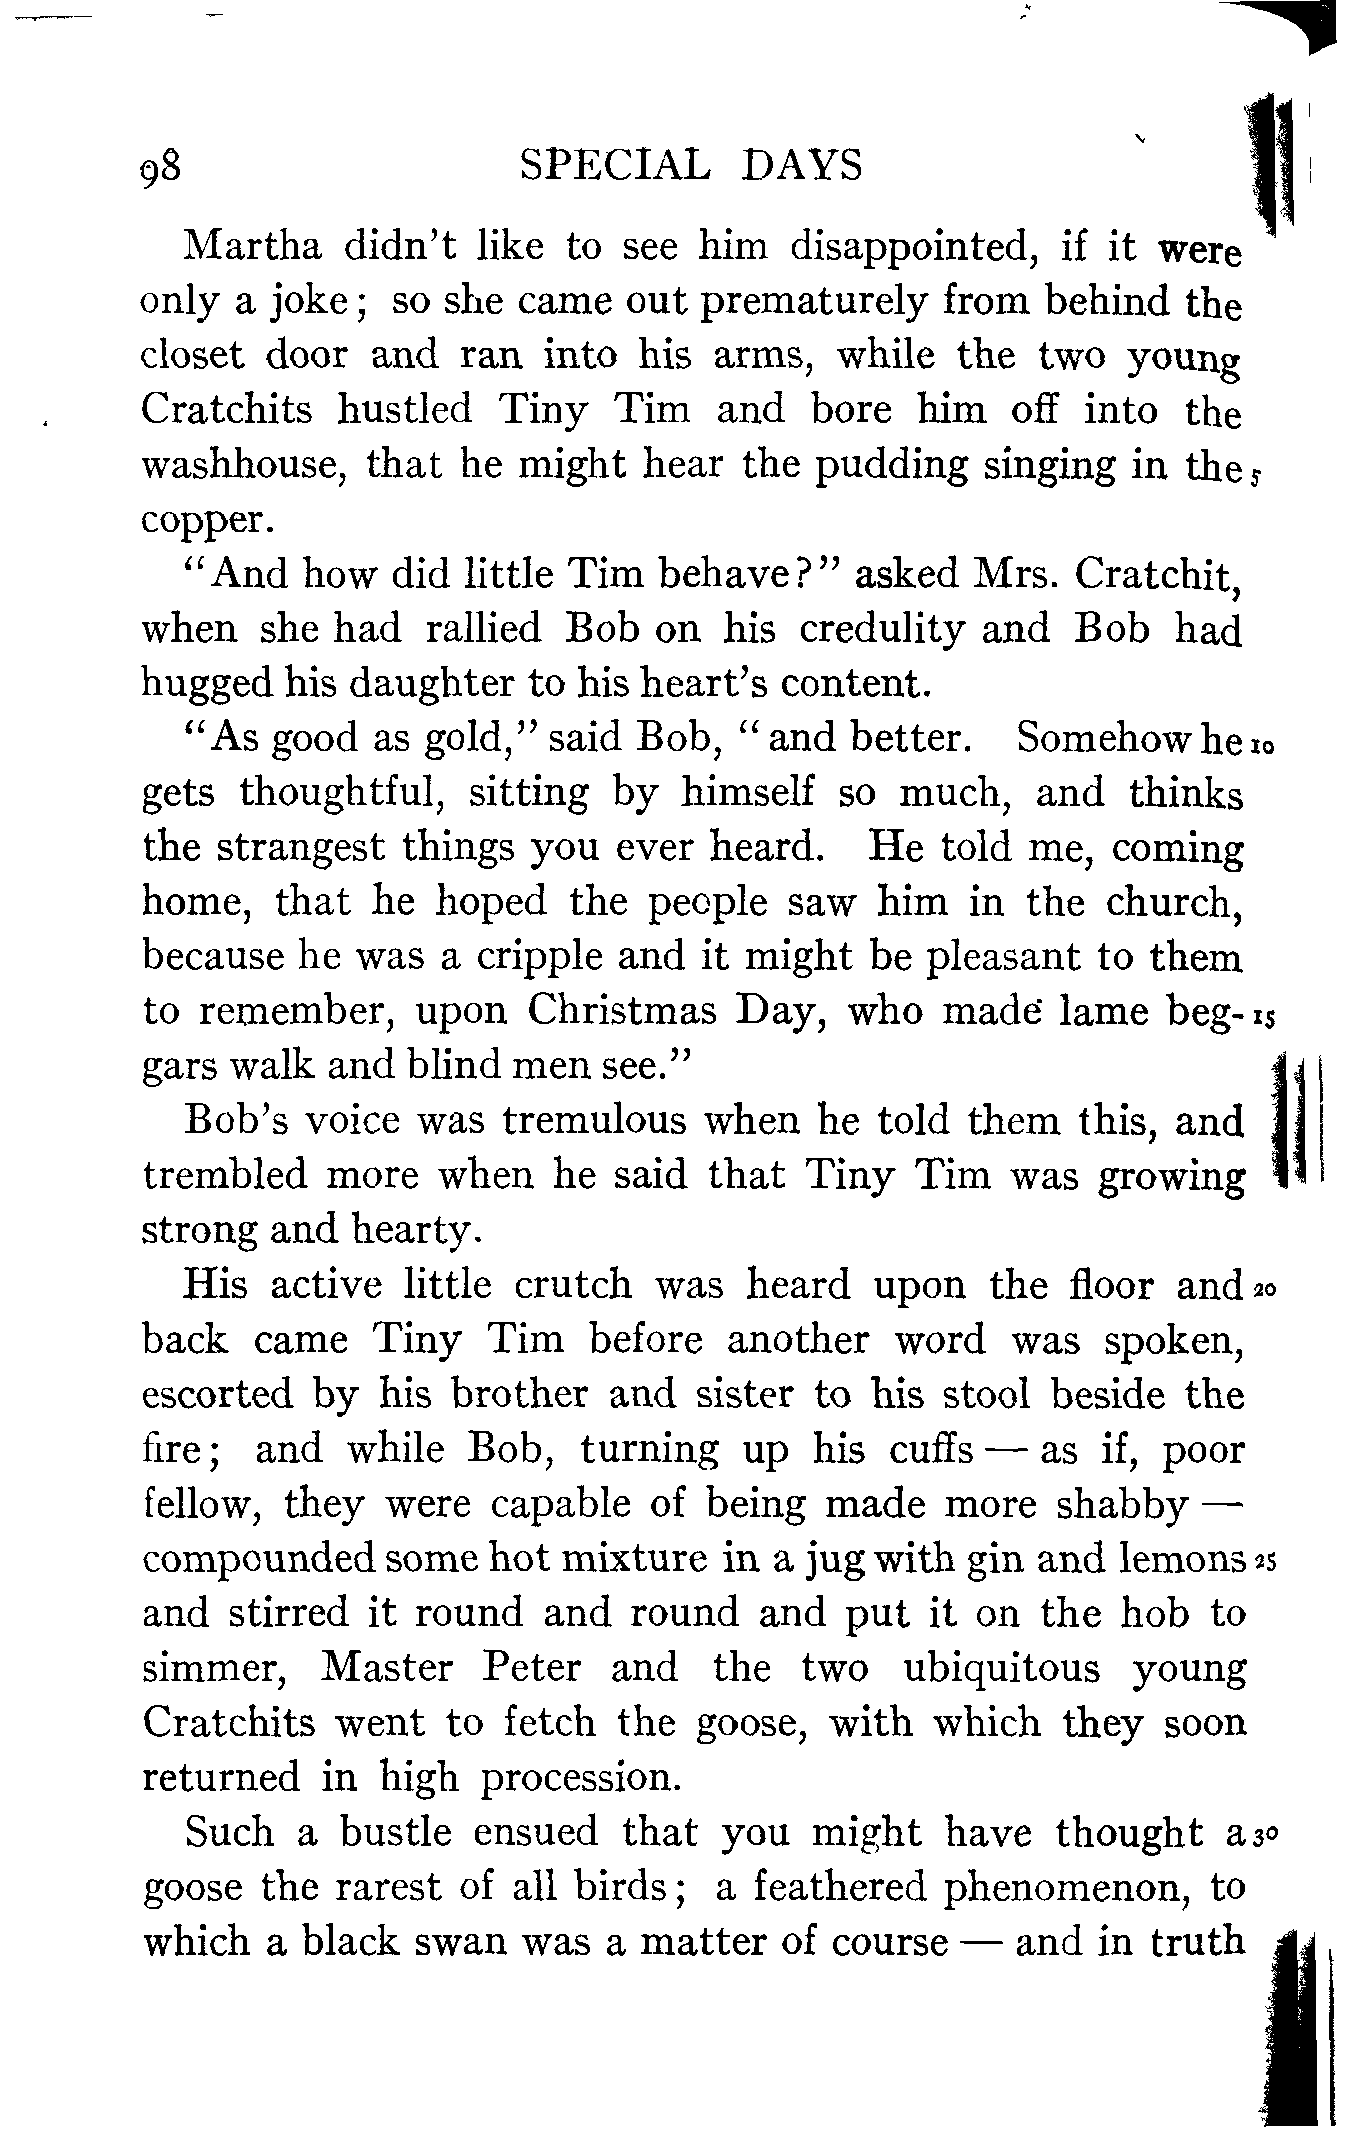 98 SPECIAL DAYS
Martha didn't like to see him disappointed, if it were
only a joke; so she came out prematurely from behind the
closet door and ran into his arms, while the two young
Cratchits hustled Tiny Tim and bore him off into the
washhouse, that he might hear the pudding singing in the 5
copper.
"And how did little Tim behave?" asked Mrs. Cratchit,
when she had rallied Bob on his credulity and Bob had
hugged his daughter to his heart's content.
"As good as gold," said Bob, "and better. Somehow he 10
gets thoughtful, sitting by himself so much, and thinks
the strangest things you ever heard. He told me, coming
home, that he hoped the people saw him in the church,
because he was a cripple and it might be pleasant to them
to remember, upon Christmas Day, who made lame beg- 15
gars walk and blind men see."
Bob's voice was tremulous when he told them this, and
trembled more when he said that Tiny Tim was growing
strong and hearty.
His active little crutch was heard upon the floor and 20
back came Tiny Tim before another word was spoken,
escorted by his brother and sister to his stool beside the
fire; and while Bob, turning up his cuffs — as if, poor
fellow, they were capable of being made more shabby —
compounded some hot mixture in a jug with gin and lemons 25
and stirred it round and round and put it on the hob to
simmer, Master Peter and the two ubiquitous young
Cratchits went to fetch the goose, with which they soon
returned in high procession.
Such a bustle ensued that you might have thought a 30
goose the rarest of all birds; a feathered phenomenon, to
which a black swan was a matter of course — and in truth